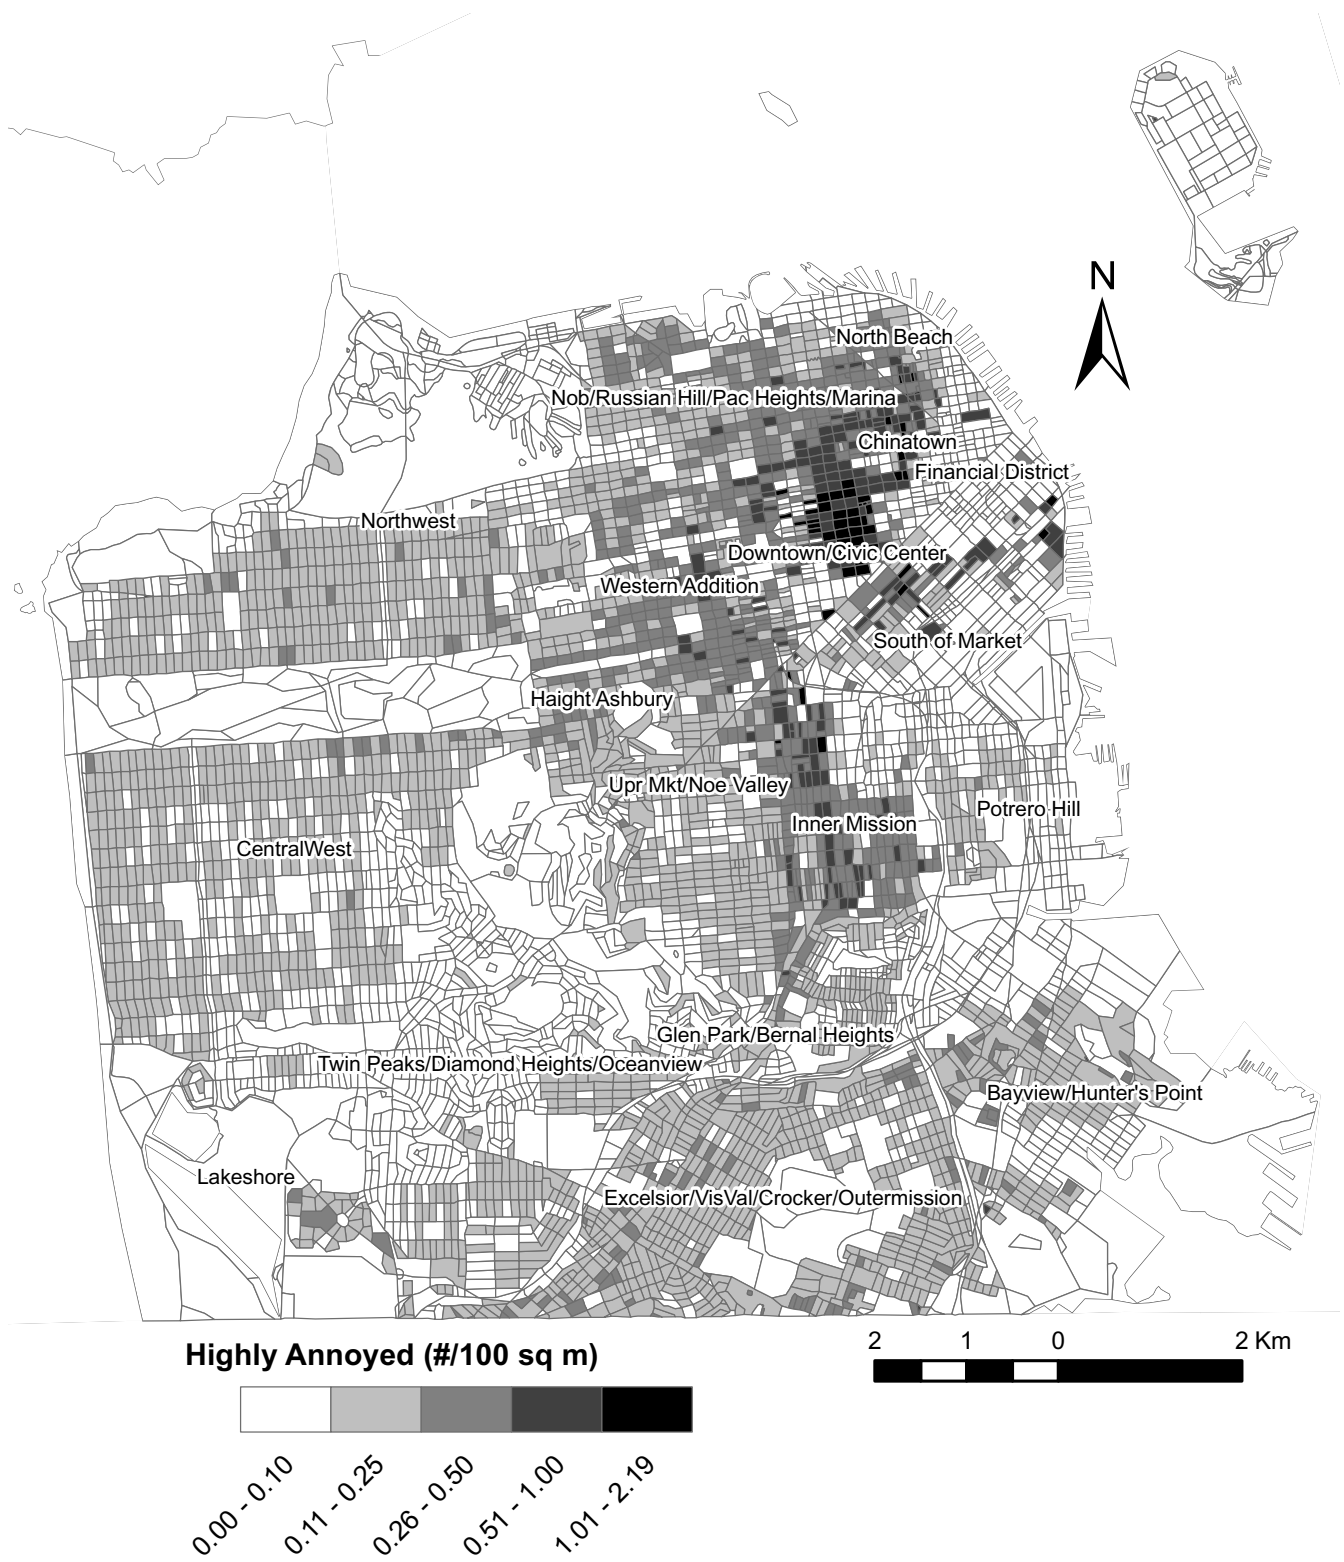 N
North Beach
Nob/Russian Hill/Pac Heights/Marina
Chinatown
Financial District
Northwest
Downtown/Civic Center
Western Addition
South of Market
Haight Ashbury
Upr Mkt/Noe Valley
Potrero Hill
Inner Mission
CentralWest
Glen Park/Bernal Heights
Twin Peaks/Diamond Heights/Oceanview
Bayview/Hunter's Point
Lakeshore
Excelsior/VisVal/Crocker/Outermission
Highly Annoyed (#/100 sq m)
2 1 0 2 Km
0.00 - 0.10
0.11 - 0.25
0.26 - 0.50
0.51 - 1.00
1.01 - 2.19